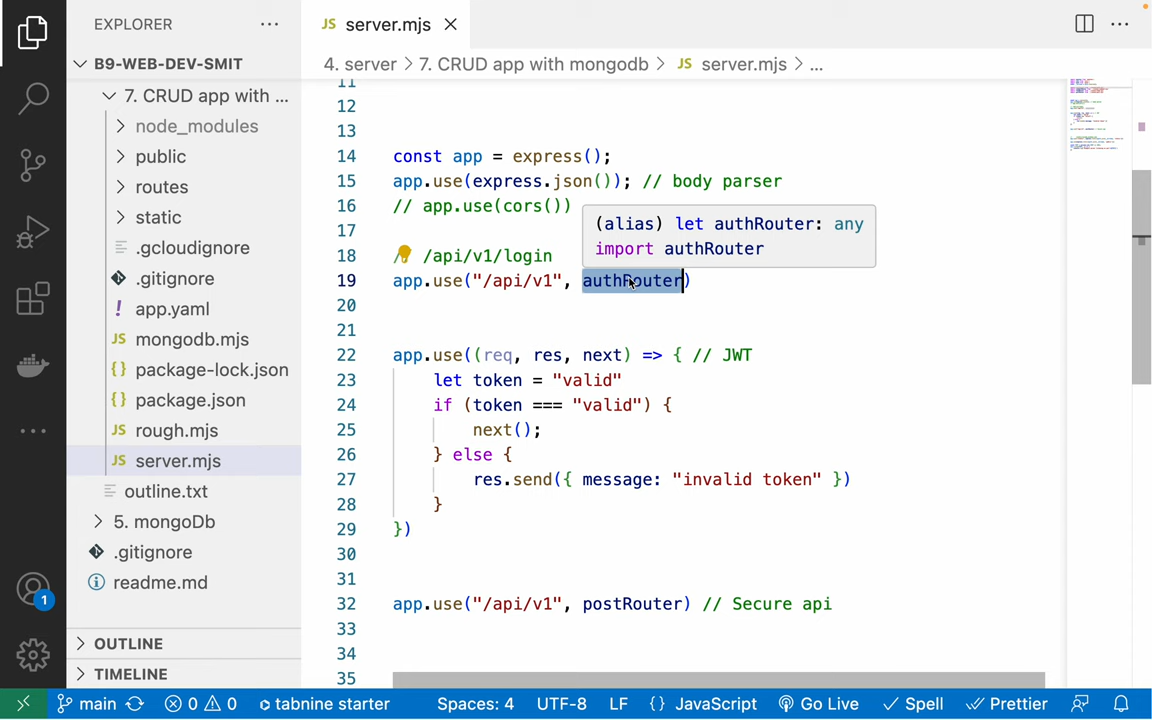 EXPLORER
B9-WEB-DEV-SMIT
7. CRUD app with ...
node_modules
public
routes
static
.gcloudignore
.gitignore
! app.yaml
JS mongodb.mjs
{} package-lock.json
{} package.json
JS rough.mjs
JS server.mjs
outline.txt
5. mongoDb
.gitignore
readme.md
OUTLINE
TIMELINE
1
JS server.mjs
4. server > 7. CRUD app with mongodb > JS server.mjs > ...
11
12
13
14 const app = express();
15 app.use(express.json()); // body parser
16 // app.use(cors())
17
(alias) let authRouter: any
import authRouter
18 /api/v1/login
19 app.use("/api/v1", authRouter)
20
21
22 app.use((req, res, next) => { // JWT
23 let token = "valid"
24 if (token === "valid") {
25 next();
26 } else {
27 res.send({ message: "invalid token" })
28 }
29 })
30
31
32 app.use("/api/v1", postRouter) // Secure api
33
34
35
main 0 0 tabnine starter Spaces: 4 UTF-8 LF {} JavaScript Go Live Spell Prettier